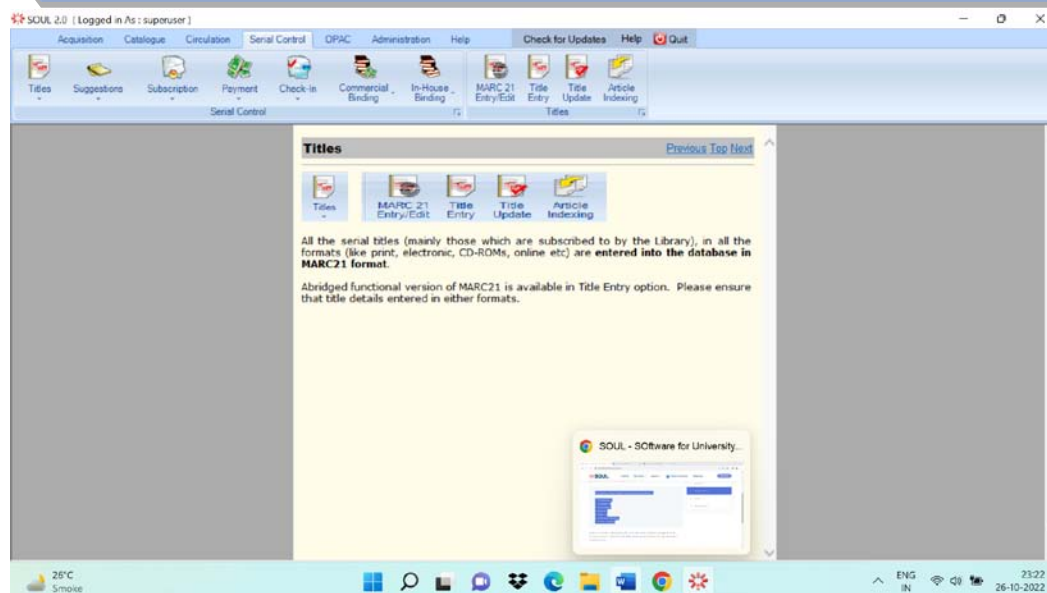 SOUL 2.0 ( Logged in As : superuser )
Acquisition Catalogue Circulation Serial Control OPAC Administration Help Check for Updates Help Quit
Titles Suggestions Subscription Payment Check-in Commercial Binding In-House Binding MARC 21 Entry/Edit Title Entry Title Update Article Indexing
Serial Control Titles
Titles Previous Top Next
Titles MARC 21 Entry/Edit Title Entry Title Update Article Indexing
All the serial titles (mainly those which are subscribed to by the Library), in all the
formats (like print, electronic, CD-ROMs, online etc) are entered into the database in
MARC21 format.
Abridged functional version of MARC21 is available in Title Entry option. Please ensure
that title details entered in either formats.
SOUL - SOftware for University...
26°C
Smoke
ENG
IN
23:22
26-10-2022